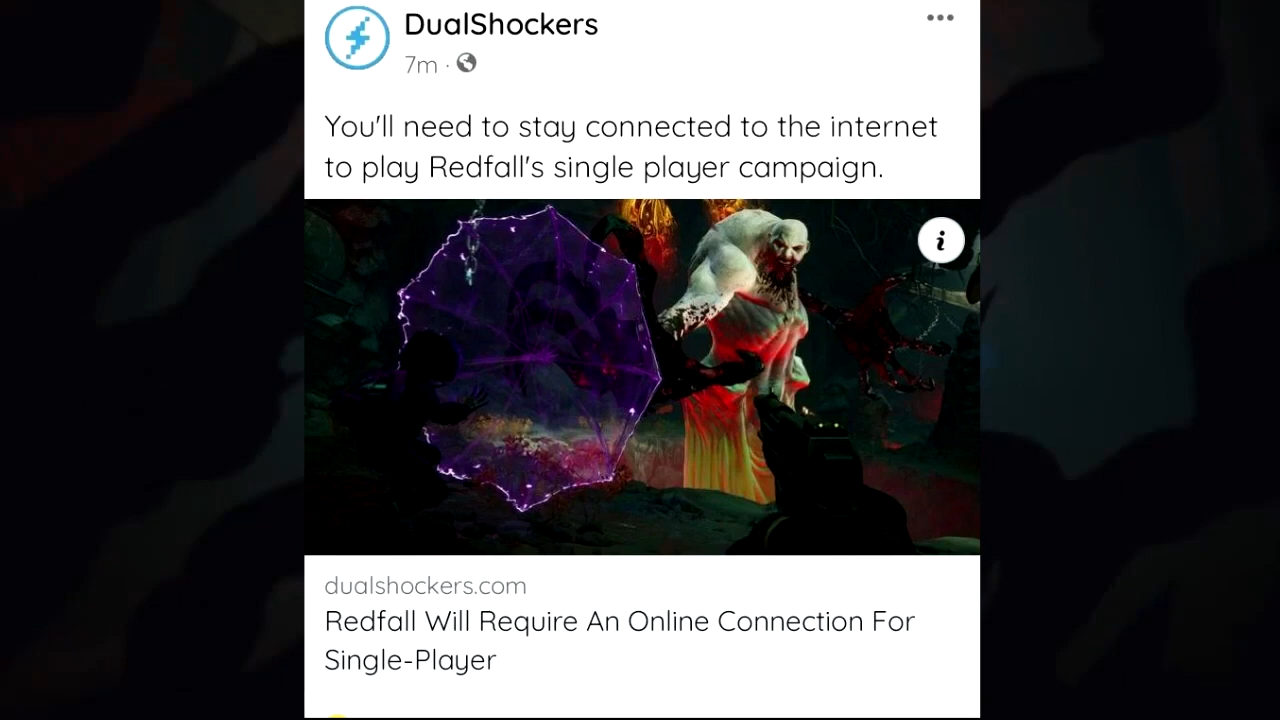 DualShockers
7m ·
You'll need to stay connected to the internet
to play Redfall's single player campaign.
i
dualshockers.com
Redfall Will Require An Online Connection For
Single-Player